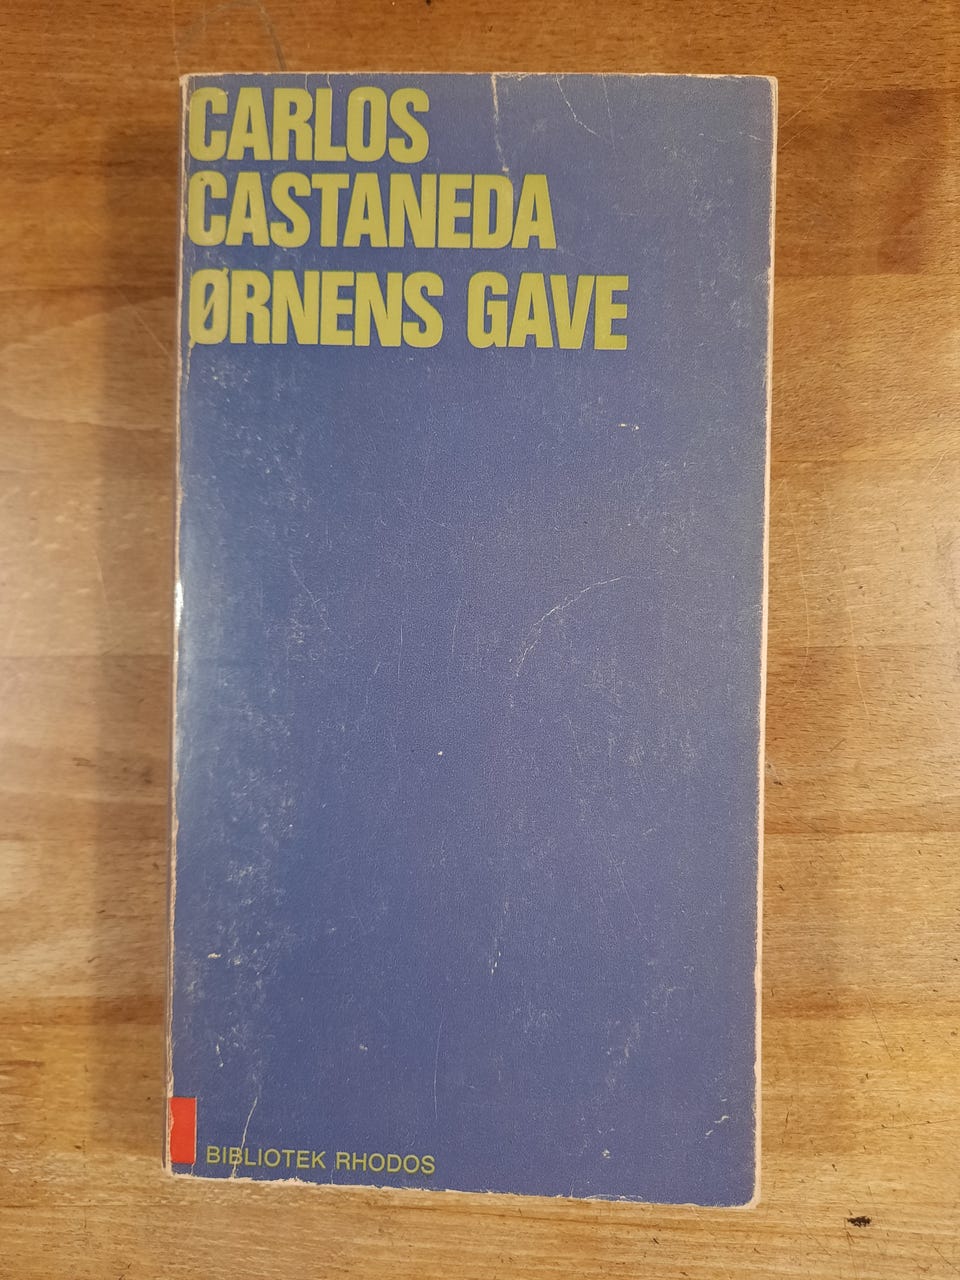 CARLOS
CASTANEDA
ØRNENS GAVE
BIBLIOTEK RHODOS